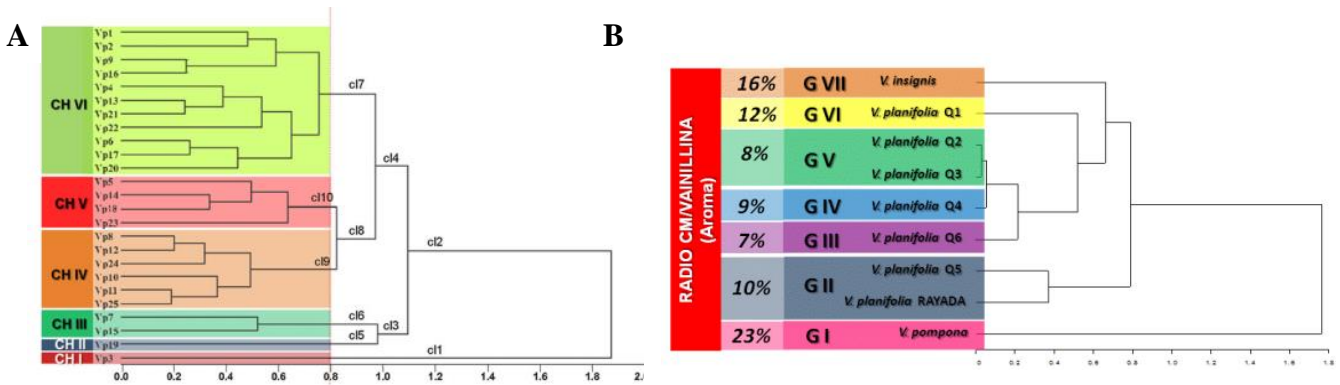 A
CH VI
Vp1
Vp2
Vp9
Vp16
Vp4
Vp13
Vp21
Vp22
Vp6
Vp17
Vp20
cl7
cl4
CH V
Vp5
Vp14
Vp18
Vp23
cl10
cl8
CH IV
Vp8
Vp12
Vp24
Vp10
Vp11
Vp25
cl9
cl2
CH III
Vp7
Vp15
cl6
cl3
cl5
CH II
Vp19
CH I
Vp3
cl1
0.0 0.2 0.4 0.6 0.8 1.0 1.2 1.4 1.6 1.8 2.
B
RADIO CM/VAINILLINA
(Aroma)
16% G VII V. insignis
12% G VI V. planifolia Q1
8% G V V. planifolia Q2
V. planifolia Q3
9% G IV V. planifolia Q4
7% G III V. planifolia Q6
10% G II V. planifolia Q5
V. planifolia RAYADA
23% G I V. pompona
0 0.2 0.4 0.6 0.8 1 1.2 1.4 1.6 1.8